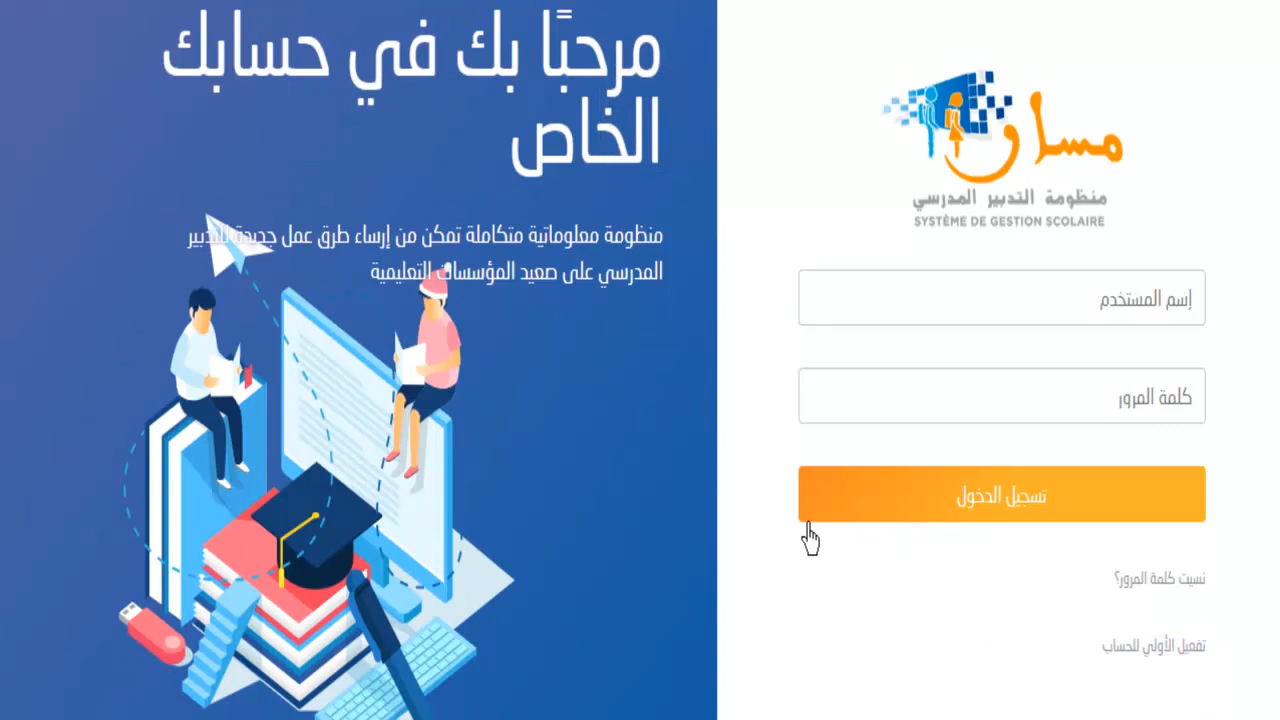 مرحبًا بك في حسابك
الخاص
منظومة معلوماتية متكاملة تمكن من إرساء طرق عمل جديدة للتدبير
المدرسي على صعيد المؤسسات التعليمية
مسار
منظومة التدبير المدرسي
SYSTÈME DE GESTION SCOLAIRE
إسم المستخدم
كلمة المرور
تسجيل الدخول
نسيت كلمة المرور؟
تفعيل الأولي للحساب